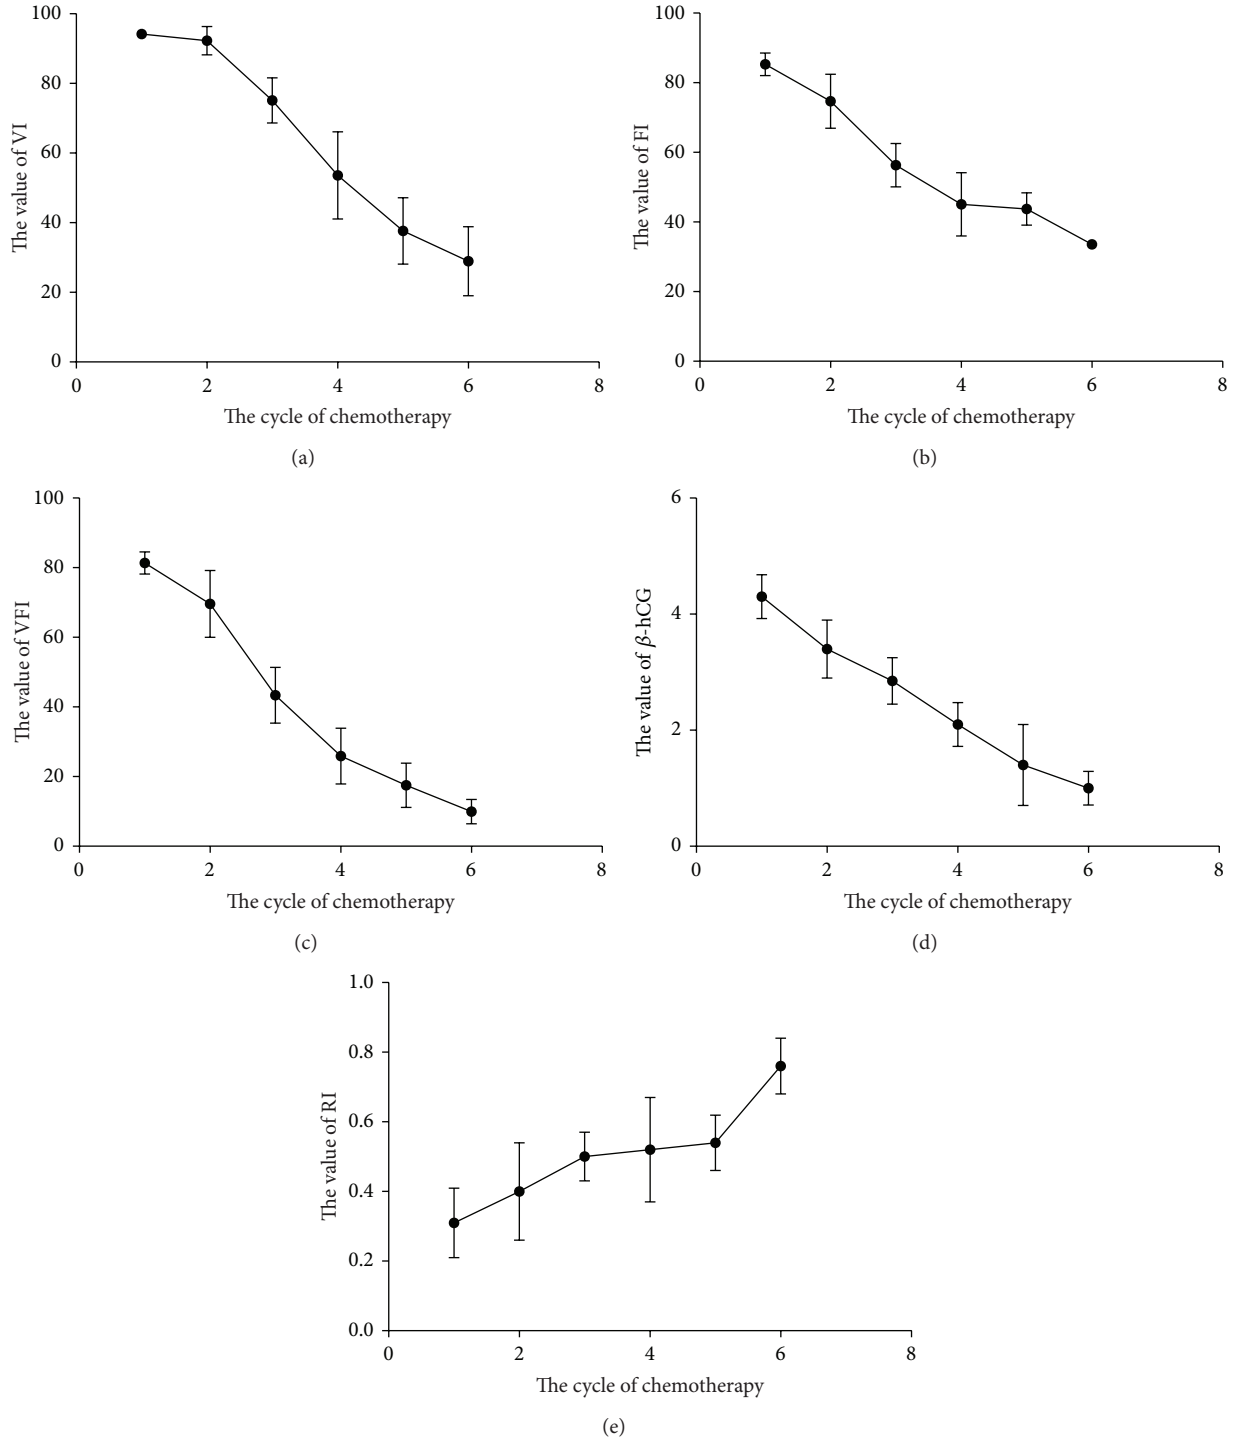 100
80
60
40
20
0
The value of VI
0 2 4 6 8
The cycle of chemotherapy
(a)
100
80
60
40
20
0
The value of FI
0 2 4 6 8
The cycle of chemotherapy
(b)
100
80
60
40
20
0
The value of VFI
0 2 4 6 8
The cycle of chemotherapy
(c)
6
4
2
0
The value of β-hCG
0 2 4 6 8
The cycle of chemotherapy
(d)
1.0
0.8
0.6
0.4
0.2
0.0
The value of RI
0 2 4 6 8
The cycle of chemotherapy
(e)